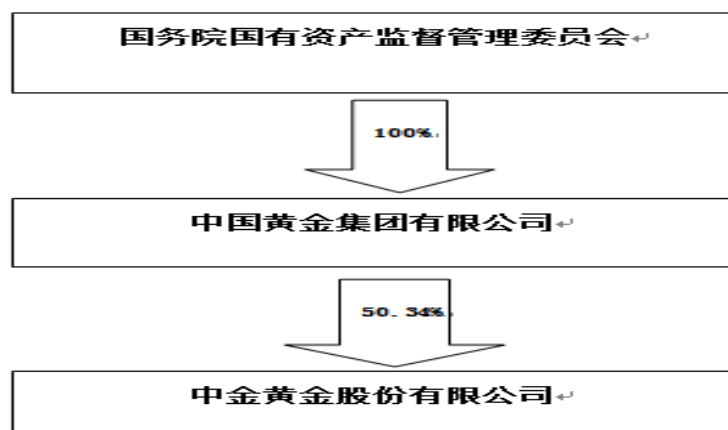 国务院国有资产监督管理委员会
100%
中国黄金集团有限公司
50.34%
中金黄金股份有限公司